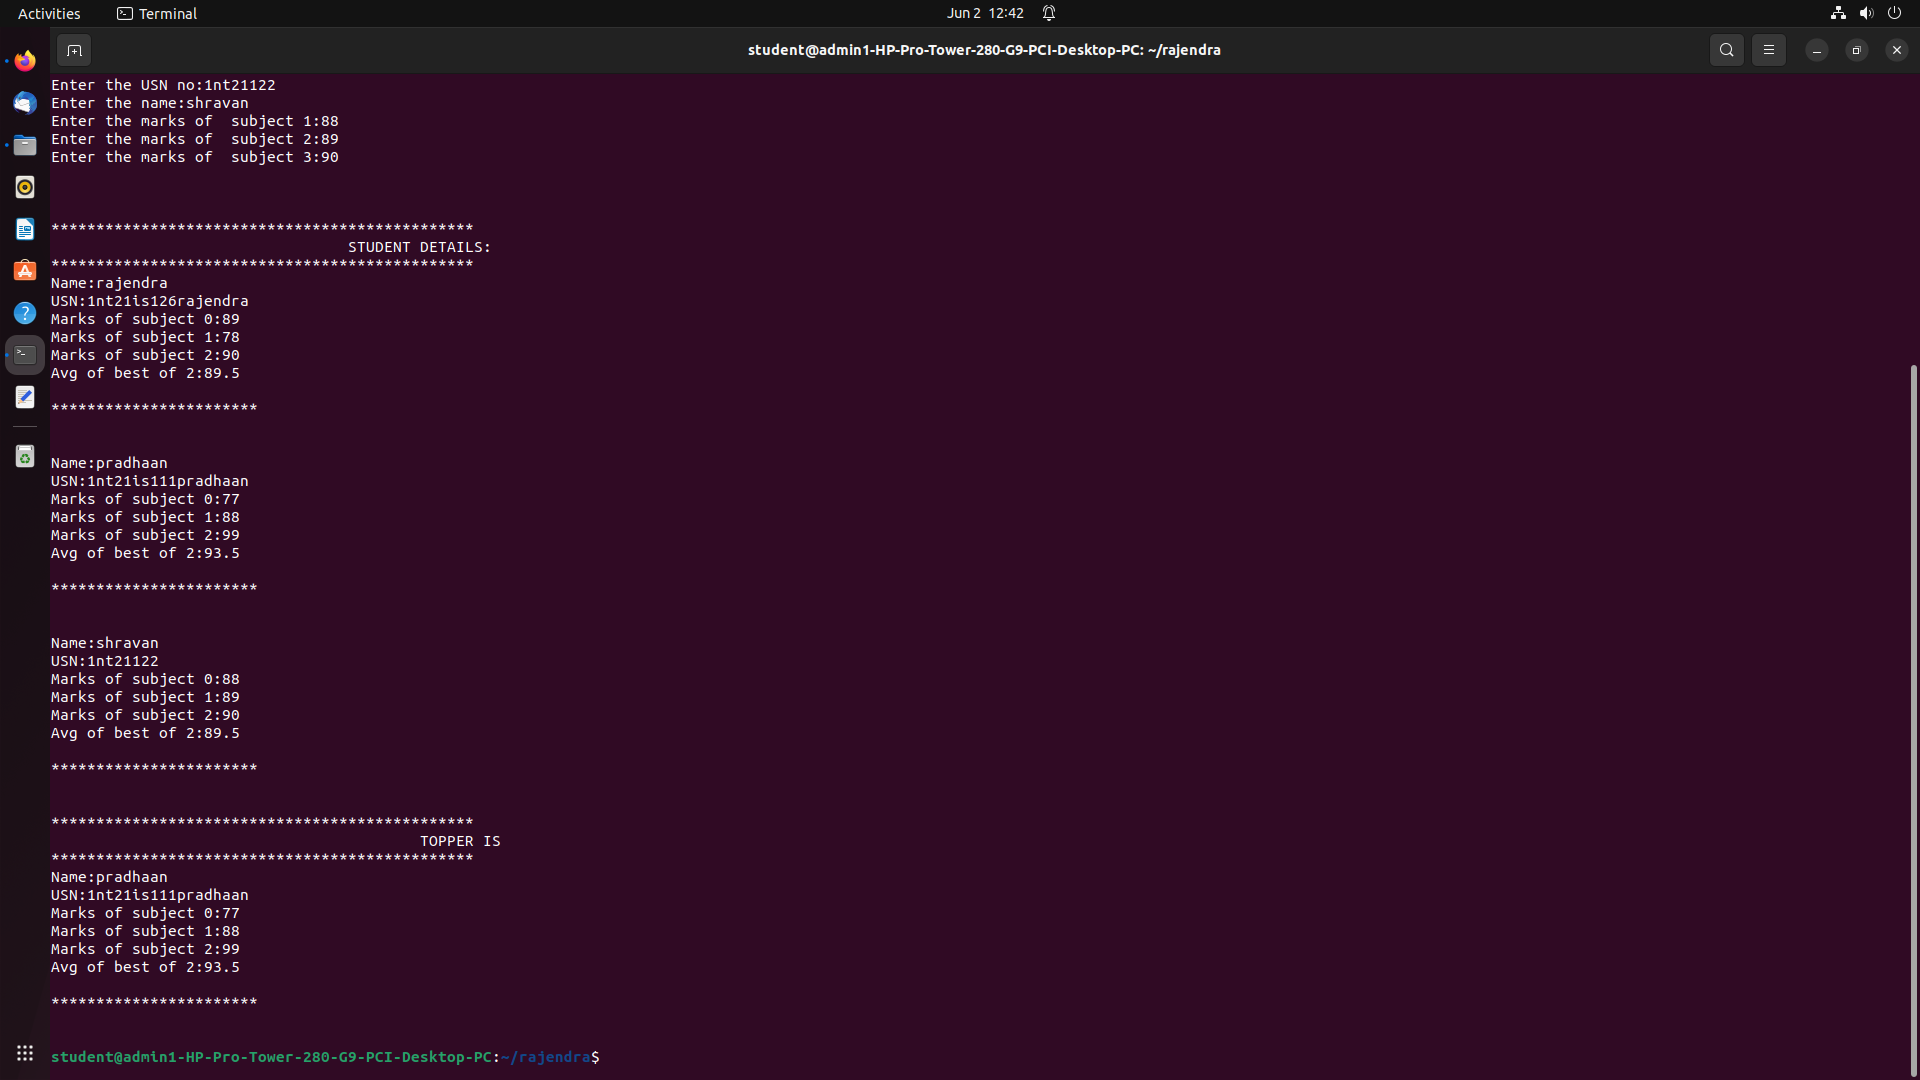 Activities
Terminal
Jun 2 12:42
student@admin1-HP-Pro-Tower-280-G9-PCI-Desktop-PC: ~/rajendra
Enter the USN no:1nt21122
Enter the name:shravan
Enter the marks of  subject 1:88
Enter the marks of  subject 2:89
Enter the marks of  subject 3:90
***********************************************
STUDENT DETAILS:
***********************************************
Name:rajendra
USN:1nt21is126rajendra
Marks of subject 0:89
Marks of subject 1:78
Marks of subject 2:90
Avg of best of 2:89.5
***********************
Name:pradhaan
USN:1nt21is111pradhaan
Marks of subject 0:77
Marks of subject 1:88
Marks of subject 2:99
Avg of best of 2:93.5
***********************
Name:shravan
USN:1nt21122
Marks of subject 0:88
Marks of subject 1:89
Marks of subject 2:90
Avg of best of 2:89.5
***********************
***********************************************
TOPPER IS
***********************************************
Name:pradhaan
USN:1nt21is111pradhaan
Marks of subject 0:77
Marks of subject 1:88
Marks of subject 2:99
Avg of best of 2:93.5
***********************
student@admin1-HP-Pro-Tower-280-G9-PCI-Desktop-PC:~/rajendra$